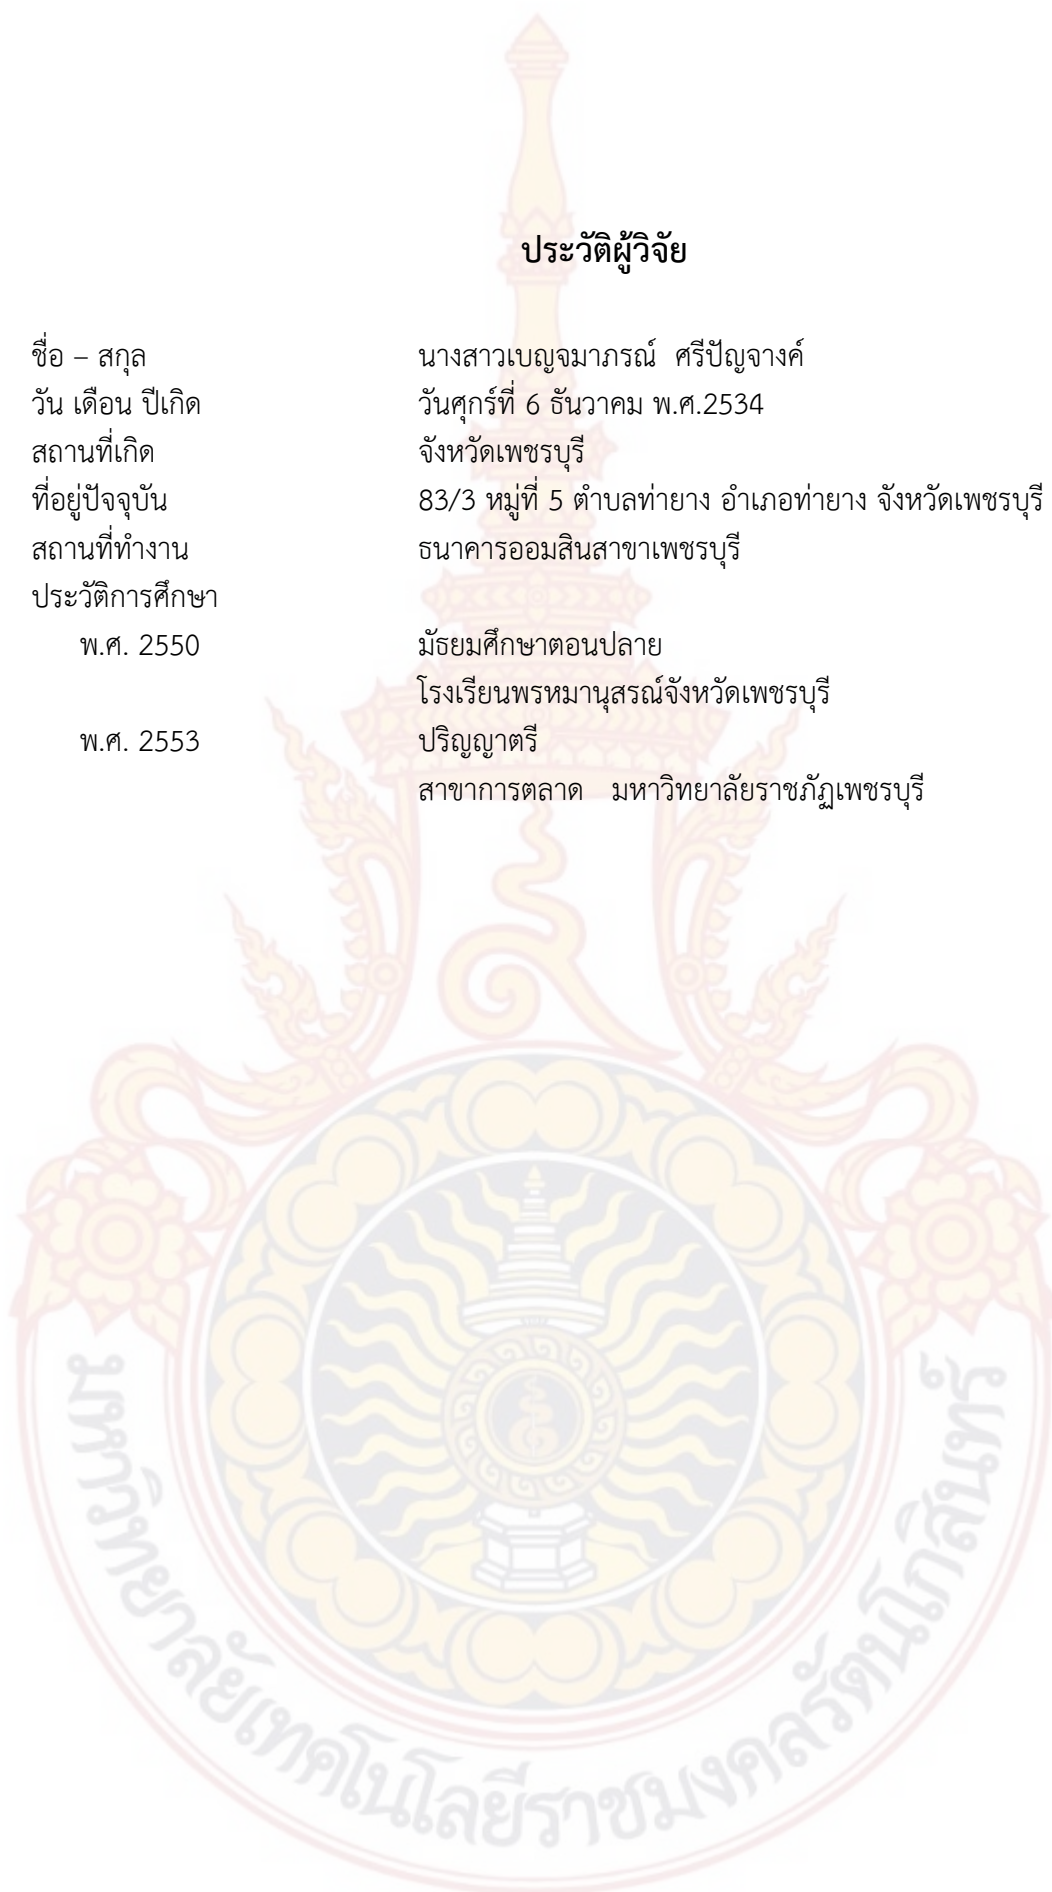 ประวัติผู้วิจัย
ชื่อ – สกุล นางสาวเบญจมาภรณ์ ศรีปัญจางค์
วัน เดือน ปีเกิด วันศุกร์ที่ 6 ธันวาคม พ.ศ.2534
สถานที่เกิด จังหวัดเพชรบุรี
ที่อยู่ปัจจุบัน 83/3 หมู่ที่ 5 ตำบลท่ายาง อำเภอท่ายาง จังหวัดเพชรบุรี
สถานที่ทำงาน ธนาคารออมสินสาขาเพชรบุรี
ประวัติการศึกษา
พ.ศ. 2550 มัธยมศึกษาตอนปลาย
โรงเรียนพรหมานุสรณ์จังหวัดเพชรบุรี
พ.ศ. 2553 ปริญญาตรี
สาขาการตลาด มหาวิทยาลัยราชภัฏเพชรบุรี
มหาวิทยาลัยเทคโนโลยีราชมงคลรัตนโกสินทร์